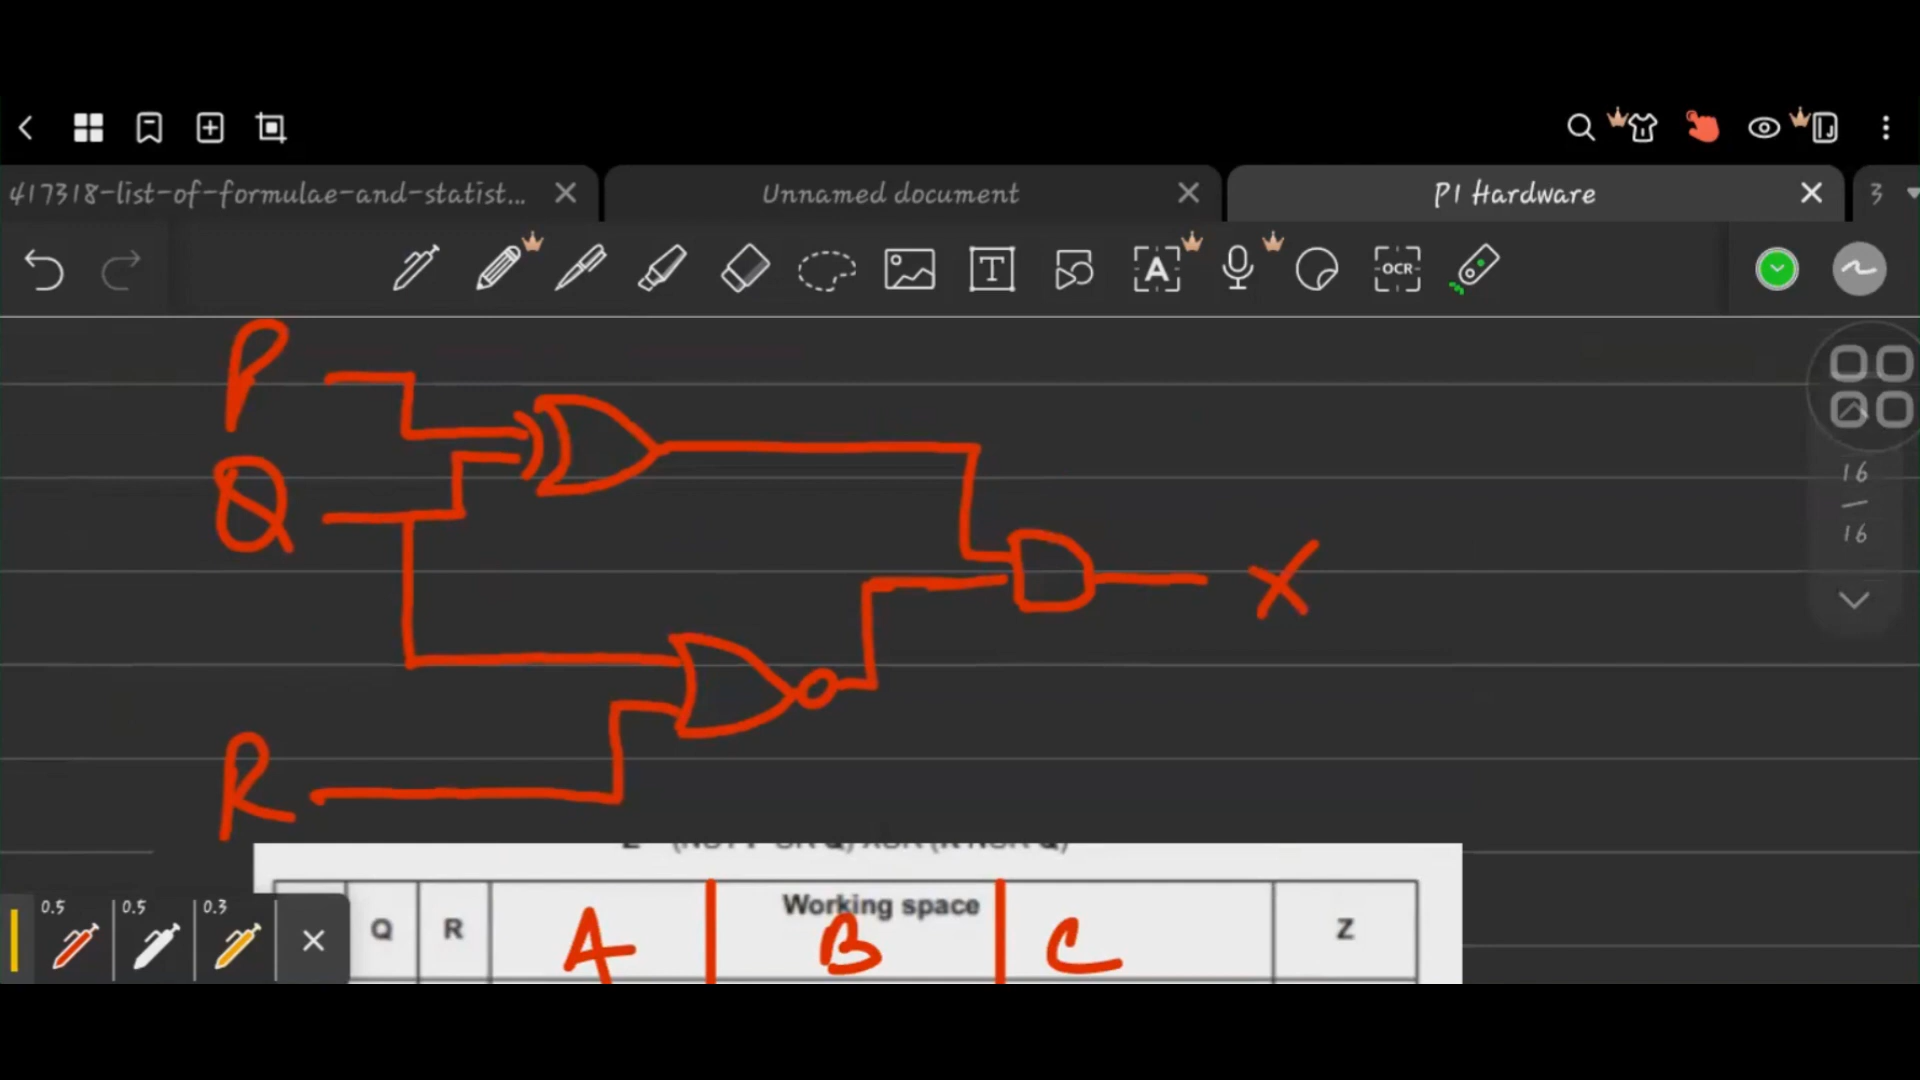 417318-list-of-formulae-and-statist...
Unnamed document
P1 Hardware
3
T
A
OCR
P
Q
R
X
16
16
0.5
0.5
0.3
Q
R
Working space
A
B
C
Z